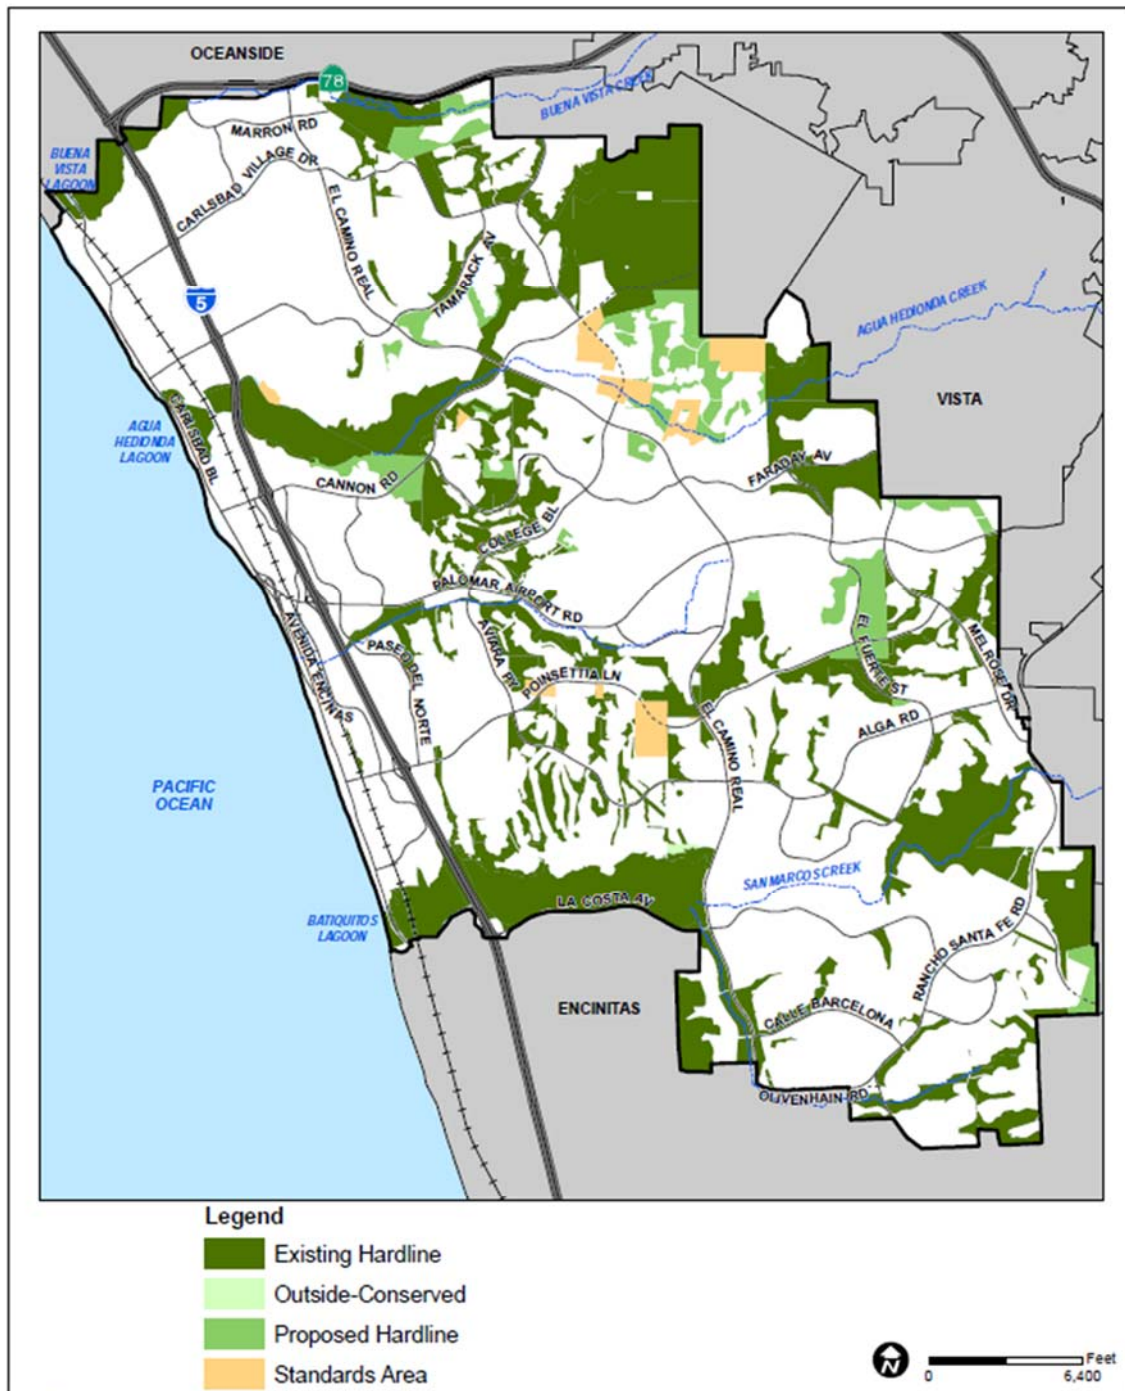 OCEANSIDE
78
BUENA VISTA CREEK
MARRON RD
BUENA
VISTA
LAGOON
CARLSBAD VILLAGE DR
EL CAMINO REAL
TAMARACK AV
5
AGUA HEDIONDA CREEK
VISTA
CARLSBAD BL
AGUA
HEDIONDA
LAGOON
CANNON RD
FARADAY AV
COLLEGE BL
PALOMAR AIRPORT RD
AVENIDA ENCINAS
PASEO DEL NORTE
AVIARA PY
POINSETTIA LN
EL FUERTE ST
MELROSE DR
EL CAMINO REAL
ALGA RD
PACIFIC
OCEAN
SAN MARCOS CREEK
LA COSTA AV
BATIQUITOS
LAGOON
RANCHO SANTA FE RD
ENCINITAS
CALLE BARCELONA
OLIVENHAIN RD
Legend
Existing Hardline
Outside-Conserved
Proposed Hardline
Standards Area
N
Feet
0 6,400